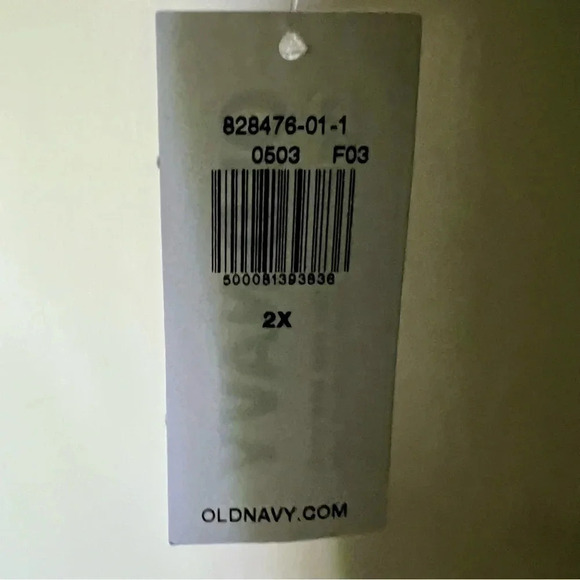 828476-01-1
0503 F03
500081393836
2X
OLDNAVY.COM